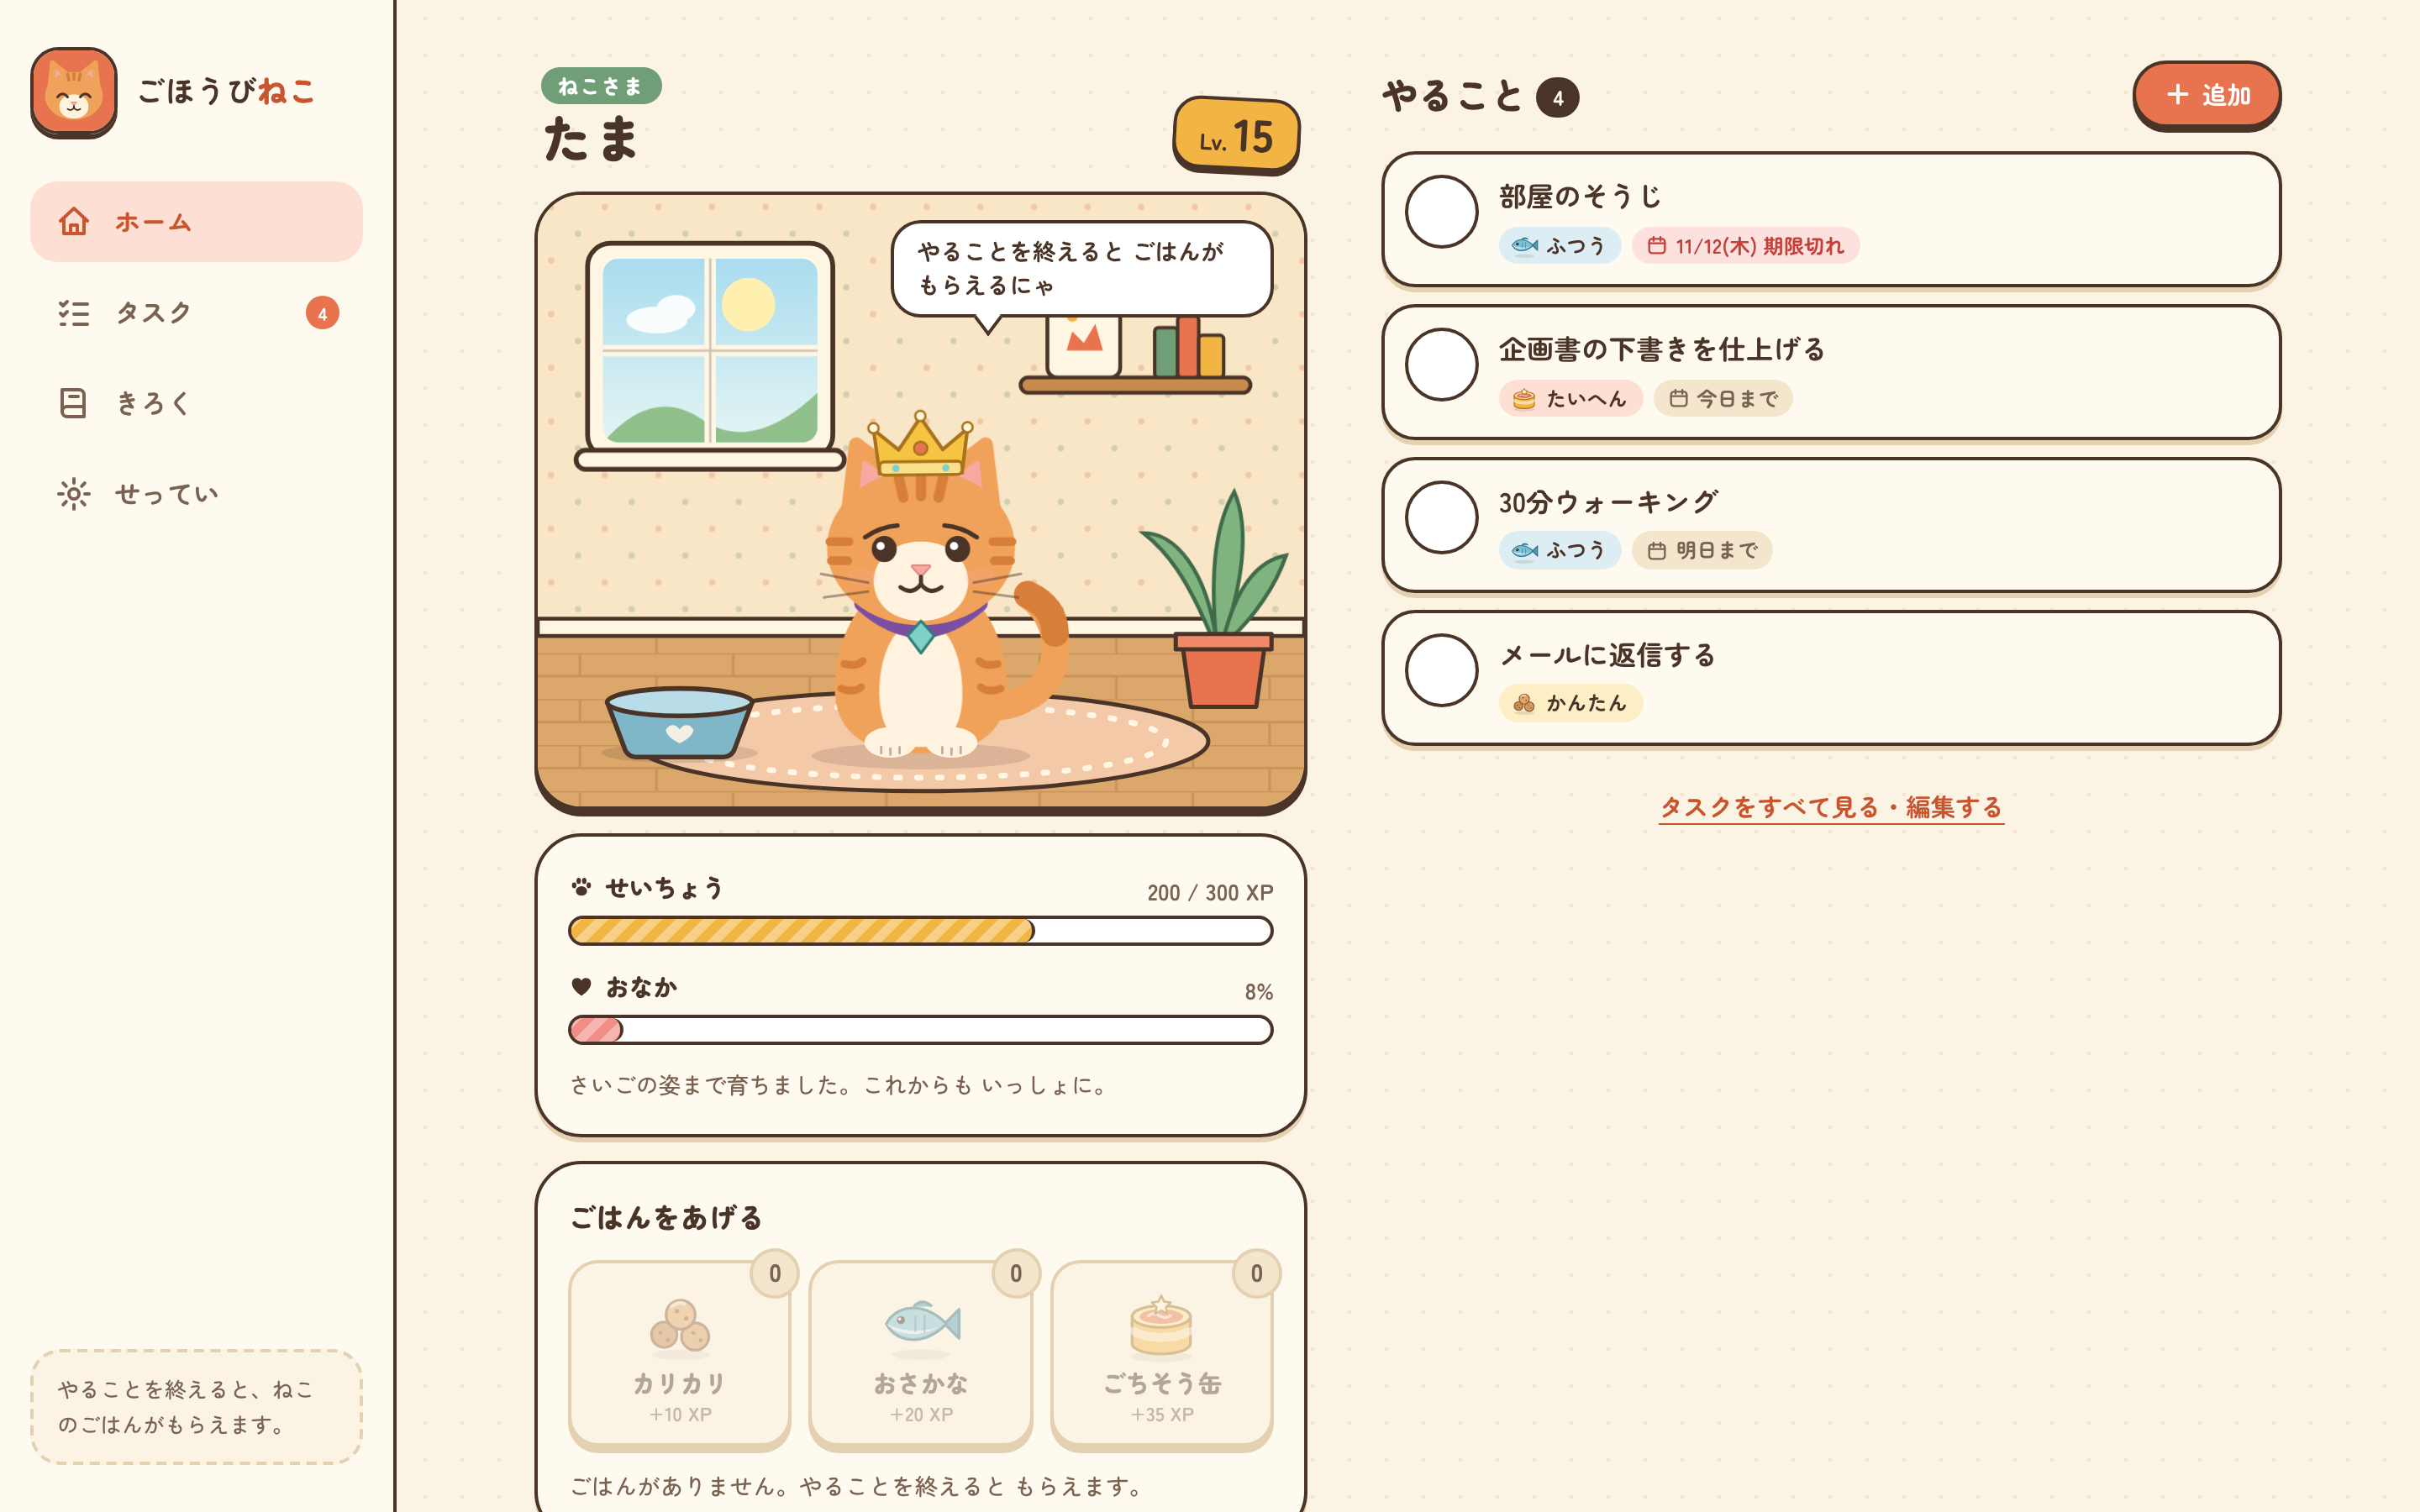 ごほうびねこ
ホーム
タスク
4
きろく
せってい
やることを終えると、ねこ
のごはんがもらえます。
ねこさま
たま
Lv. 15
やることを終えると ごはんが
もらえるにゃ
せいちょう
200 / 300 XP
おなか
8%
さいごの姿まで育ちました。これからも いっしょに。
ごはんをあげる
0
カリカリ
+10 XP
0
おさかな
+20 XP
0
ごちそう缶
+35 XP
ごはんがありません。やることを終えると もらえます。
やること 4
追加
部屋のそうじ
ふつう
11/12(木) 期限切れ
企画書の下書きを仕上げる
たいへん
今日まで
30分ウォーキング
ふつう
明日まで
メールに返信する
かんたん
タスクをすべて見る・編集する